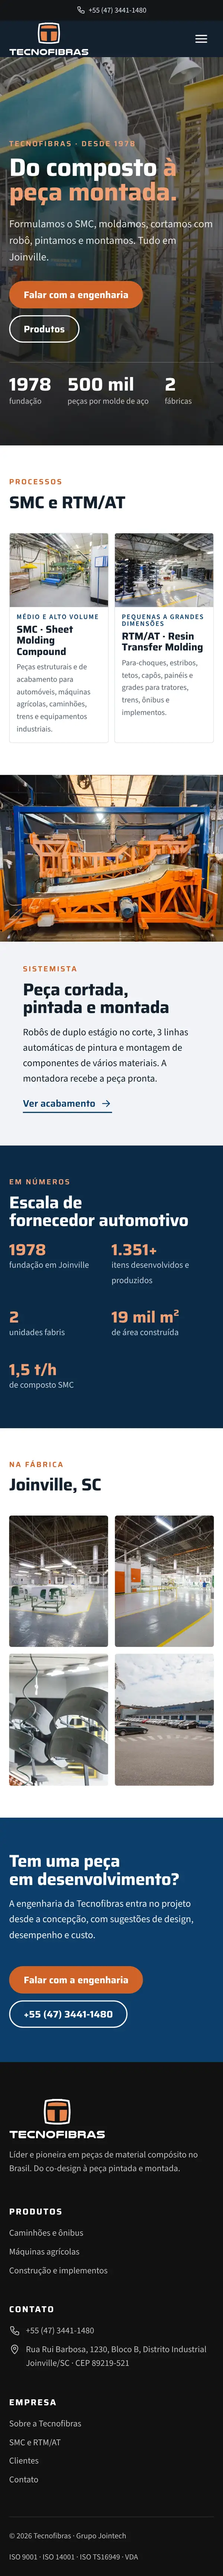 +55 (47) 3441-1480
TECNOFIBRAS
TECNOFIBRAS · DESDE 1978
Do composto à
peça montada.
Formulamos o SMC, moldamos, cortamos com
robô, pintamos e montamos. Tudo em
Joinville.
Falar com a engenharia
Produtos
1978
fundação
500 mil
peças por molde de aço
2
fábricas
PROCESSOS
SMC e RTM/AT
MÉDIO E ALTO VOLUME
SMC · Sheet
Molding
Compound
Peças estruturais e de
acabamento para
automóveis, máquinas
agrícolas, caminhões,
trens e equipamentos
industriais.
PEQUENAS A GRANDES
DIMENSÕES
RTM/AT · Resin
Transfer Molding
Para-choques, estribos,
tetos, capôs, painéis e
grades para tratores,
trens, ônibus e
implementos.
SISTEMISTA
Peça cortada,
pintada e montada
Robôs de duplo estágio no corte, 3 linhas
automáticas de pintura e montagem de
componentes de vários materiais. A
montadora recebe a peça pronta.
Ver acabamento →
EM NÚMEROS
Escala de
fornecedor automotivo
1978
fundação em Joinville
1.351+
itens desenvolvidos e
produzidos
2
unidades fabris
19 mil m²
de área construída
1,5 t/h
de composto SMC
NA FÁBRICA
Joinville, SC
Tem uma peça
em desenvolvimento?
A engenharia da Tecnofibras entra no projeto
desde a concepção, com sugestões de design,
desempenho e custo.
Falar com a engenharia
+55 (47) 3441-1480
TECNOFIBRAS
Líder e pioneira em peças de material compósito no
Brasil. Do co-design à peça pintada e montada.
PRODUTOS
Caminhões e ônibus
Máquinas agrícolas
Construção e implementos
CONTATO
+55 (47) 3441-1480
Rua Rui Barbosa, 1230, Bloco B, Distrito Industrial
Joinville/SC · CEP 89219-521
EMPRESA
Sobre a Tecnofibras
SMC e RTM/AT
Clientes
Contato
© 2026 Tecnofibras · Grupo Jointech
ISO 9001 · ISO 14001 · ISO TS16949 · VDA